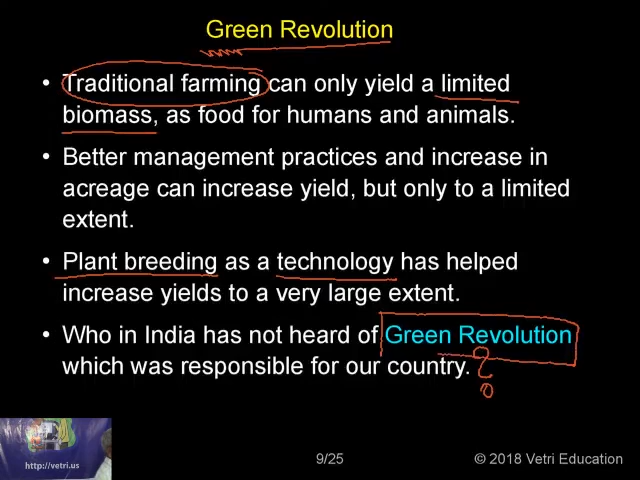 Green Revolution
• Traditional farming can only yield a limited
biomass, as food for humans and animals.
• Better management practices and increase in
acreage can increase yield, but only to a limited
extent.
• Plant breeding as a technology has helped
increase yields to a very large extent.
• Who in India has not heard of Green Revolution
which was responsible for our country. ?
http://vetri.us
9/25
© 2018 Vetri Education